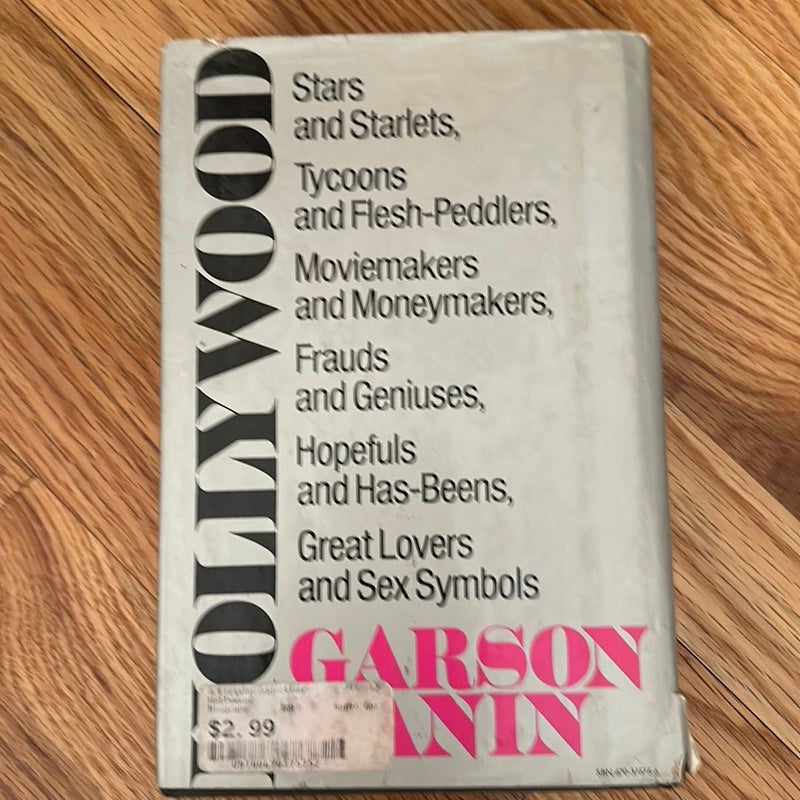 HOLLYWOOD
Stars
and Starlets,
Tycoons
and Flesh-Peddlers,
Moviemakers
and Moneymakers,
Frauds
and Geniuses,
Hopefuls
and Has-Beens,
Great Lovers
and Sex Symbols
GARSON
KANIN
$2.99